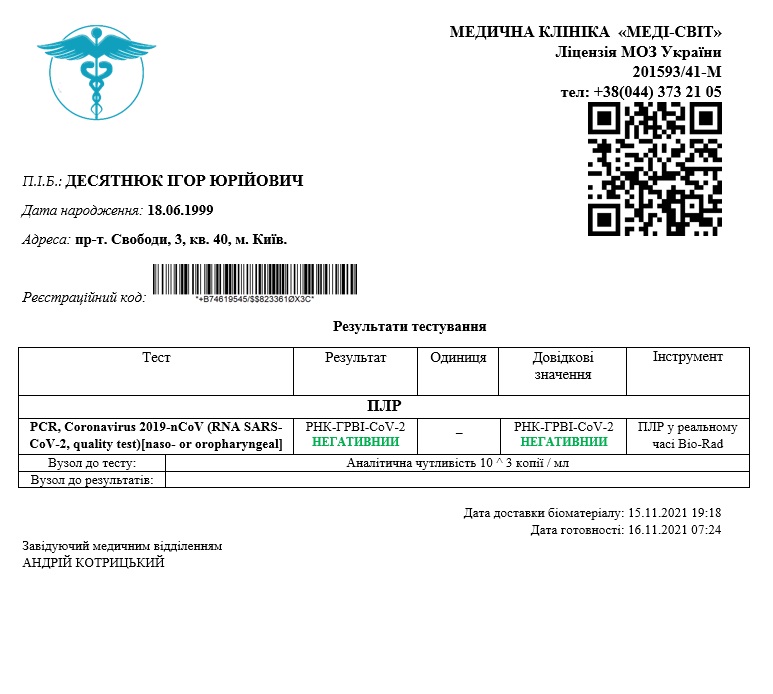 МЕДИЧНА КЛІНІКА «МЕДІ-СВІТ»
Ліцензія МОЗ України
201593/41-М
тел: +38(044) 373 21 05
П.І.Б.: ДЕСЯТНЮК ІГОР ЮРІЙОВИЧ
Дата народження: 18.06.1999
Адреса: пр-т. Свободи, 3, кв. 40, м. Київ.
Реєстраційний код:
*+B74619545/$$823361ØX3C*
Результати тестування
Тест
Результат
Одиниця
Довідкові
значення
Інструмент
ПЛР
PCR, Coronavirus 2019-nCoV (RNA SARS-
CoV-2, quality test)[naso- or oropharyngeal]
РНК-ГРВІ-CoV-2
НЕГАТИВНИИ
–
РНК-ГРВІ-CoV-2
НЕГАТИВНИИ
ПЛР у реальному
часі Bio-Rad
Вузол до тесту:
Аналітична чутливість 10 ^ 3 копії / мл
Вузол до результатів:
Дата доставки біоматеріалу: 15.11.2021 19:18
Дата готовності: 16.11.2021 07:24
Завідуючий медичним відділенням
АНДРІЙ КОТРИЦЬКИЙ